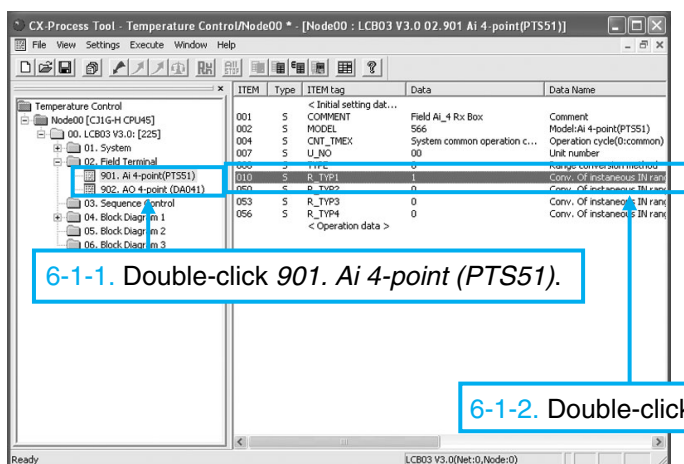 CX-Process Tool - Temperature Control/Node00 * - [Node00 : LCB03 V3.0 02.901 Ai 4-point(PTS51)]
File View Settings Execute Window Help
ITEM Type ITEM tag Data Data Name
< Initial setting dat...
001 S COMMENT Field Ai_4 Rx Box Comment
002 S MODEL 566 Model:Ai 4-point(PTS51)
004 S CNT_TMEX System common operation c... Operation cycle(0:common)
007 S U_NO 00 Unit number
010 S R_TYP1 1 Conv. Of instaneous IN rang
050 S R_TYP2 0 Conv. Of instaneous IN rang
053 S R_TYP3 0 Conv. Of instaneous IN rang
056 S R_TYP4 0 Conv. Of instaneous IN rang
< Operation data >
Temperature Control
Node00 [CJ1G-H CPU45]
00. LCB03 V3.0: [225]
01. System
02. Field Terminal
901. Ai 4-point(PTS51)
902. AO 4-point (DA041)
03. Sequence Control
04. Block Diagram 1
05. Block Diagram 2
06. Block Diagram 3
6-1-1. Double-click 901. Ai 4-point (PTS51).
6-1-2. Double-click
Ready LCB03 V3.0(Net:0,Node:0)